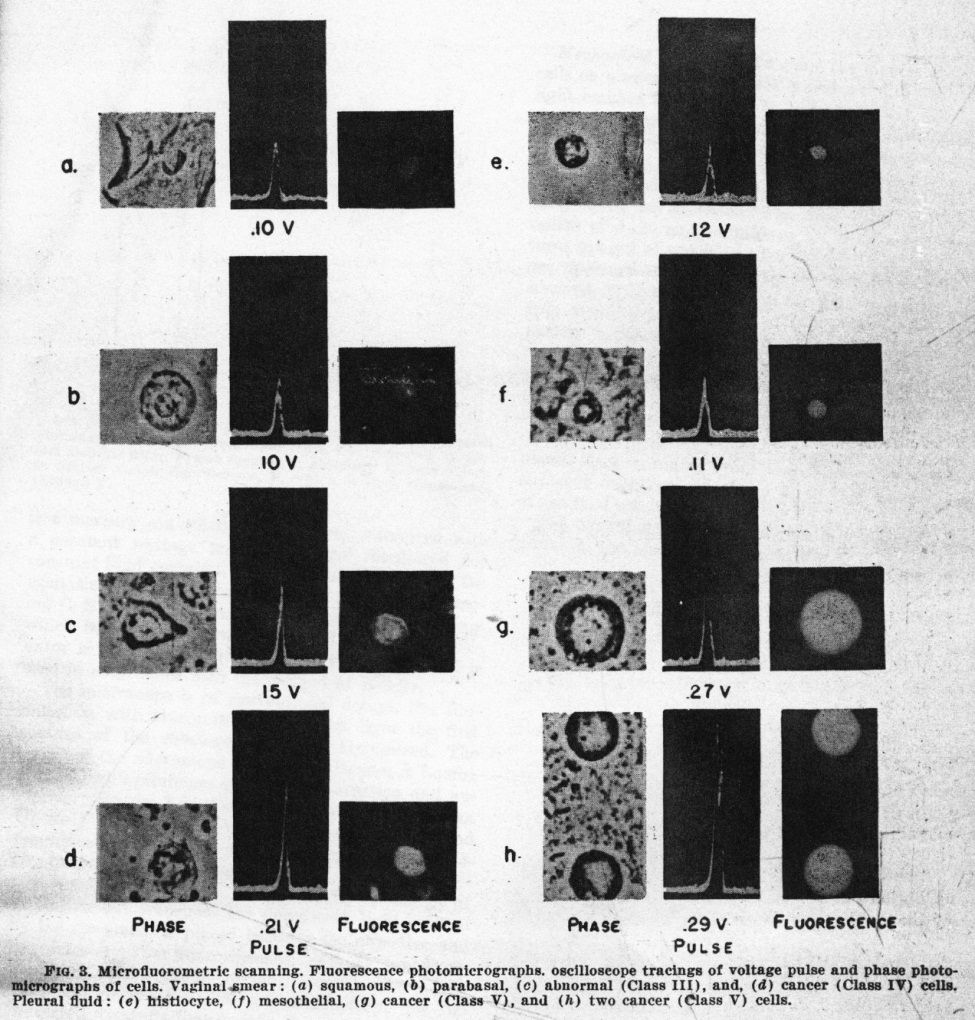 a.
.10 V
e.
.12 V
b.
.10 V
f.
.11 V
c
.15 V
g.
.27 V
d.
h.
PHASE
.21 V
PULSE
FLUORESCENCE
PHASE
.29 V
PULSE
FLUORESCENCE
FIG. 3. Microfluorometric scanning. Fluorescence photomicrographs. oscilloscope tracings of voltage pulse and phase photo-
micrographs of cells. Vaginal smear: (a) squamous, (b) parabasal, (c) abnormal (Class III), and, (d) cancer (Class IV) cells.
Pleural fluid: (e) histiocyte, (f) mesothelial, (g) cancer (Class V), and (h) two cancer (Class V) cells.